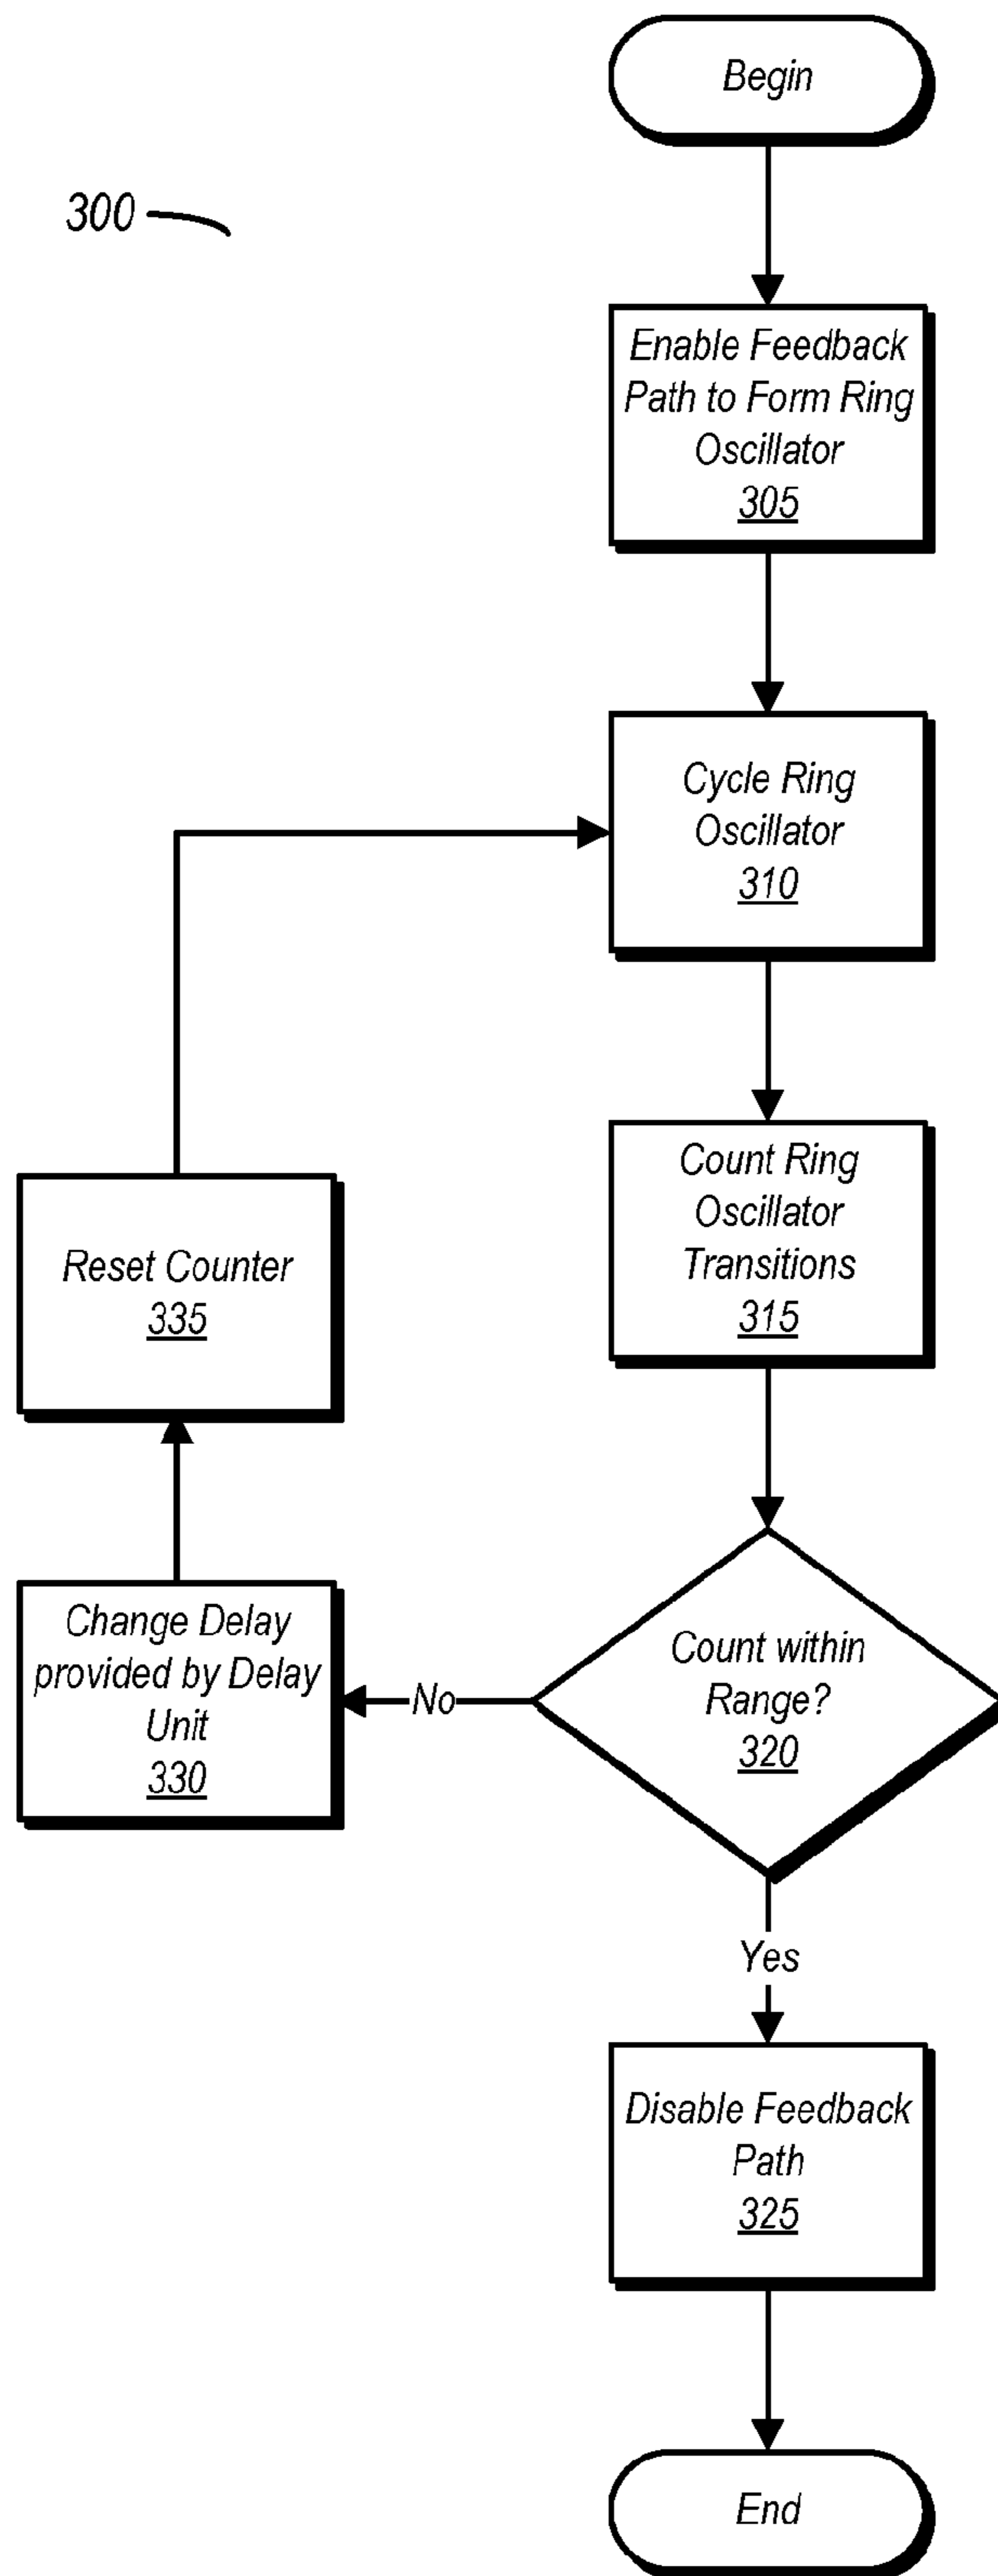 Begin
300
Enable Feedback
Path to Form Ring
Oscillator
305
Cycle Ring
Oscillator
310
Count Ring
Oscillator
Transitions
315
Reset Counter
335
Change Delay
provided by Delay
Unit
330
No
Count within
Range?
320
Yes
Disable Feedback
Path
325
End